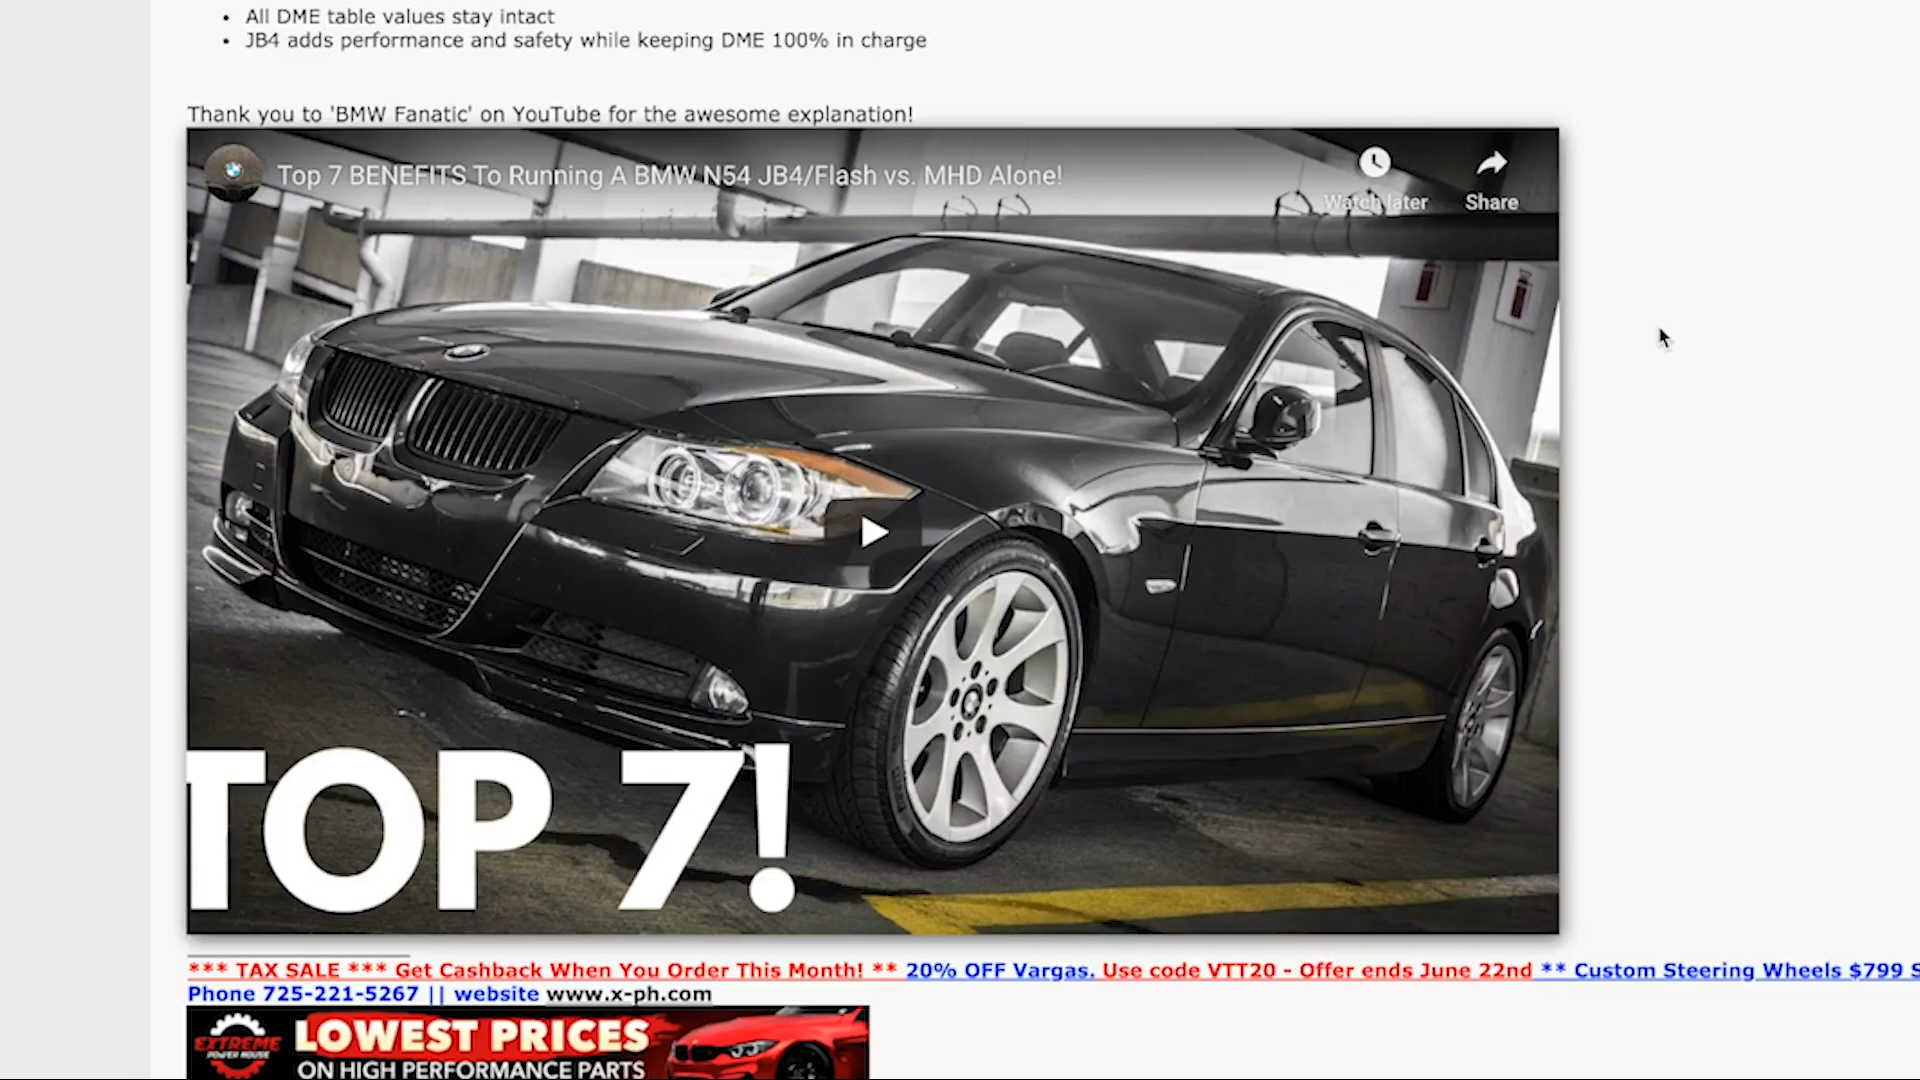 • All DME table values stay intact
• JB4 adds performance and safety while keeping DME 100% in charge
Thank you to 'BMW Fanatic' on YouTube for the awesome explanation!
Top 7 BENEFITS To Running A BMW N54 JB4/Flash vs. MHD Alone!
Watch later
Share
TOP 7!
*** TAX SALE *** Get Cashback When You Order This Month! ** 20% OFF Vargas. Use code VTT20 - Offer ends June 22nd ** Custom Steering Wheels $799 S
Phone 725-221-5267 || website www.x-ph.com
EXTREME
POWER HOUSE
LOWEST PRICES
ON HIGH PERFORMANCE PARTS